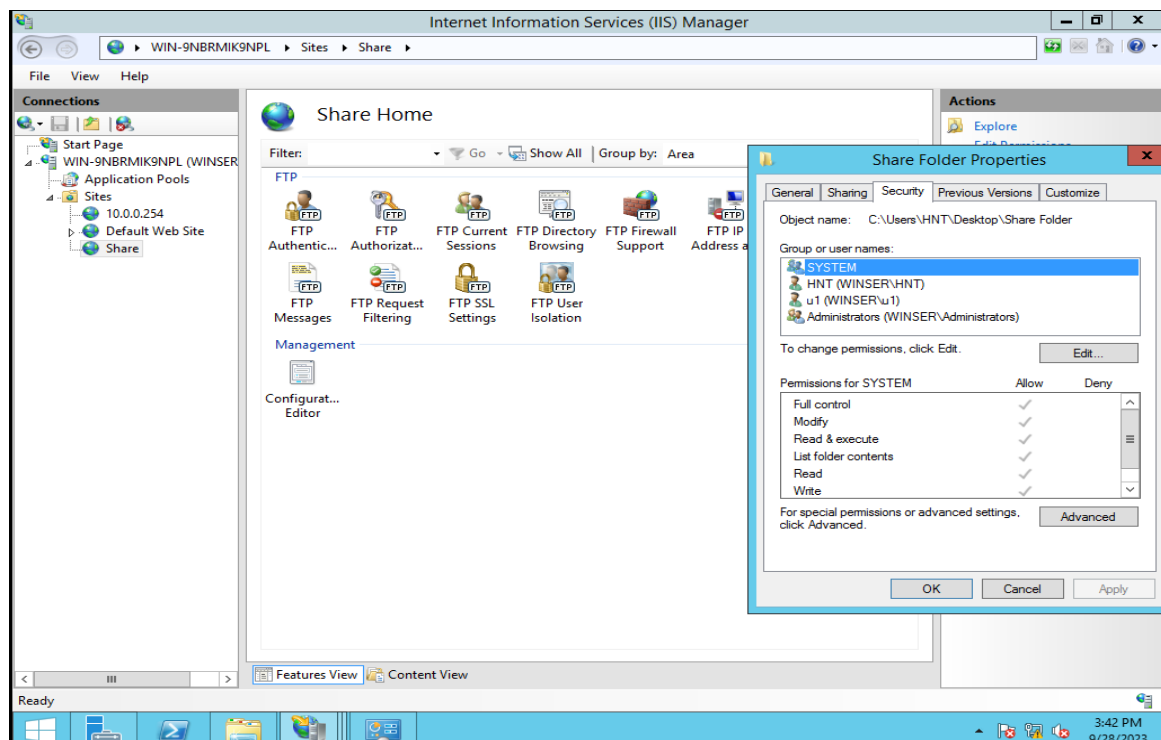 Internet Information Services (IIS) Manager
WIN-9NBRMIK9NPL Sites Share
File View Help
Connections
Start Page
WIN-9NBRMIK9NPL (WINSER
Application Pools
Sites
10.0.0.254
Default Web Site
Share
Share Home
Filter: Go Show All Group by: Area
FTP
FTP FTP FTP FTP FTP
FTP Authentic...
FTP Authorizat...
FTP Current Sessions
FTP Directory Browsing
FTP Firewall Support
FTP IP Address a
FTP FTP FTP FTP
FTP Messages
FTP Request Filtering
FTP SSL Settings
FTP User Isolation
Management
Configurat... Editor
Features View Content View
Actions
Explore
Edit Permissions
Share Folder Properties
General Sharing Security Previous Versions Customize
Object name: C:\Users\HNT\Desktop\Share Folder
Group or user names:
SYSTEM
HNT (WINSER\HNT)
u1 (WINSER\u1)
Administrators (WINSER\Administrators)
To change permissions, click Edit.
Edit...
Permissions for SYSTEM Allow Deny
Full control
Modify
Read & execute
List folder contents
Read
Write
For special permissions or advanced settings,
click Advanced.
Advanced
OK Cancel Apply
Ready
3:42 PM
9/28/2023